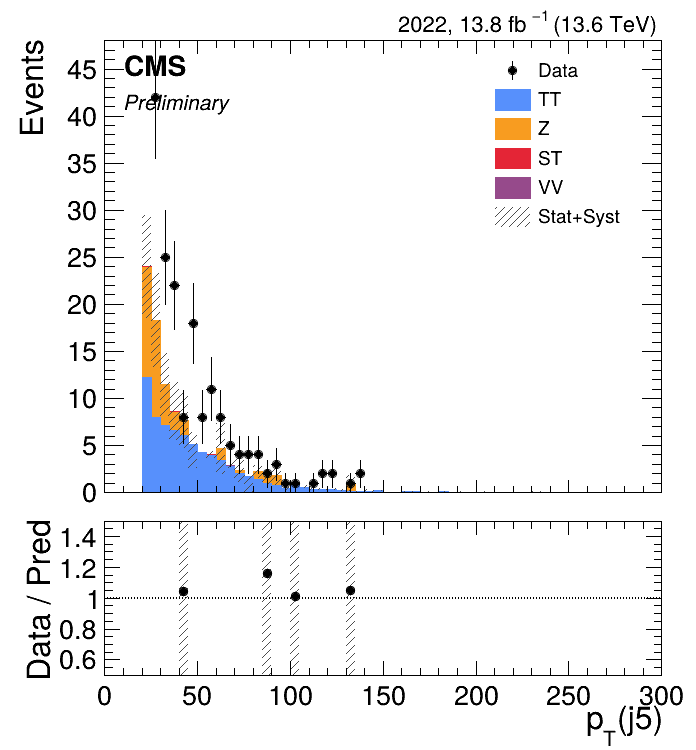 2022, 13.8 fb⁻¹ (13.6 TeV)
CMS
Preliminary
Events
45
40
35
30
25
20
15
10
5
0
Data
TT
Z
ST
VV
Stat+Syst
Data / Pred
1.4
1.2
1
0.8
0.6
0 50 100 150 200 250 300
p_T(j5)